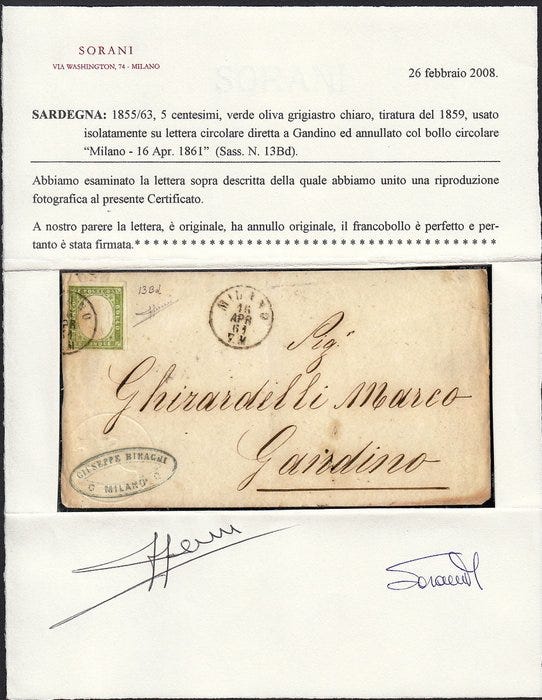 SORANI
VIA WASHINGTON, 74 - MILANO
26 febbraio 2008.
SARDEGNA: 1855/63, 5 centesimi, verde oliva grigiastro chiaro, tiratura del 1859, usato
isolatamente su lettera circolare diretta a Gandino ed annullato col bollo circolare
“Milano - 16 Apr. 1861” (Sass. N. 13Bd).
Abbiamo esaminato la lettera sopra descritta della quale abbiamo unito una riproduzione
fotografica al presente Certificato.
A nostro parere la lettera, è originale, ha annullo originale, il francobollo è perfetto e per-
tanto è stata firmata.* * * * * * * * * * * * * * * * * * * * * * * * * * * * * * * * * * * *
13Bd
MILANO
16
APR
61
Sig.
Ghirardelli Marco
Gandino
GIUSEPPE BINAGHI
MILANO
Sorani